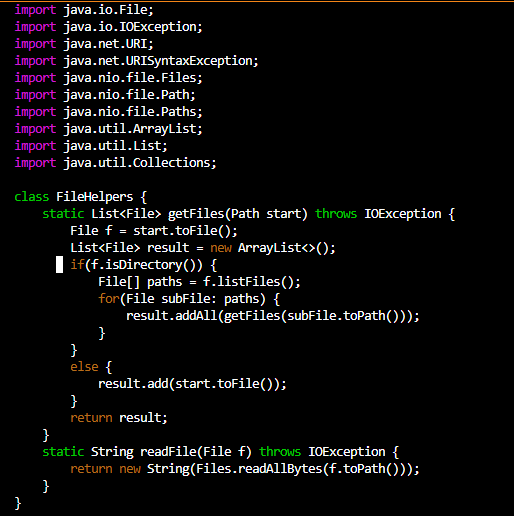 import java.io.File;
import java.io.IOException;
import java.net.URI;
import java.net.URISyntaxException;
import java.nio.file.Files;
import java.nio.file.Path;
import java.nio.file.Paths;
import java.util.ArrayList;
import java.util.List;
import java.util.Collections;

class FileHelpers {
    static List<File> getFiles(Path start) throws IOException {
        File f = start.toFile();
        List<File> result = new ArrayList<>();
        if(f.isDirectory()) {
            File[] paths = f.listFiles();
            for(File subFile: paths) {
                result.addAll(getFiles(subFile.toPath()));
            }
        }
        else {
            result.add(start.toFile());
        }
        return result;
    }
    static String readFile(File f) throws IOException {
        return new String(Files.readAllBytes(f.toPath()));
    }
}